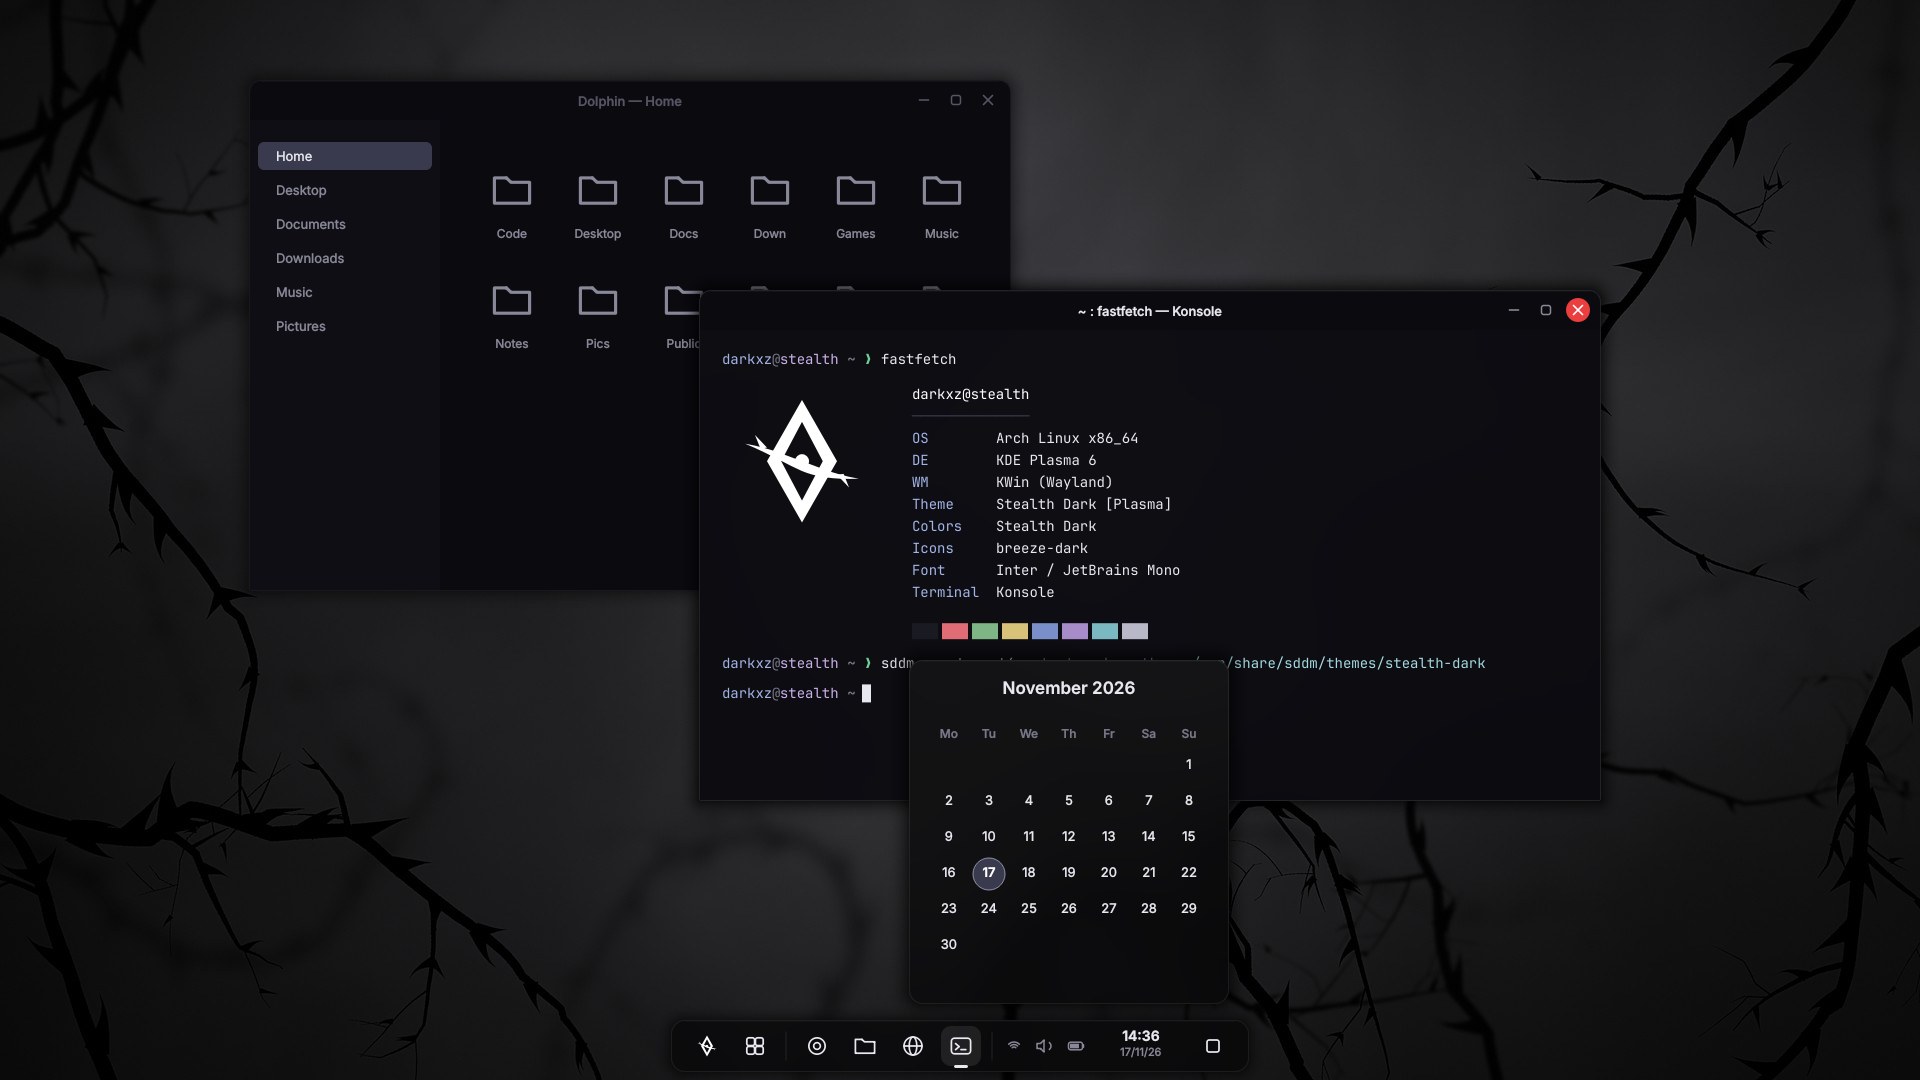 Dolphin — Home
Home
Desktop
Documents
Downloads
Music
Pictures
Code Desktop Docs Down Games Music
Notes Pics Public
~ : fastfetch — Konsole
darkxz@stealth ~ ❯ fastfetch
darkxz@stealth
OS Arch Linux x86_64
DE KDE Plasma 6
WM KWin (Wayland)
Theme Stealth Dark [Plasma]
Colors Stealth Dark
Icons breeze-dark
Font Inter / JetBrains Mono
Terminal Konsole
darkxz@stealth ~ ❯ sddm /share/sddm/themes/stealth-dark
darkxz@stealth ~
November 2026
Mo Tu We Th Fr Sa Su
1
2 3 4 5 6 7 8
9 10 11 12 13 14 15
16 17 18 19 20 21 22
23 24 25 26 27 28 29
30
14:36
17/11/26